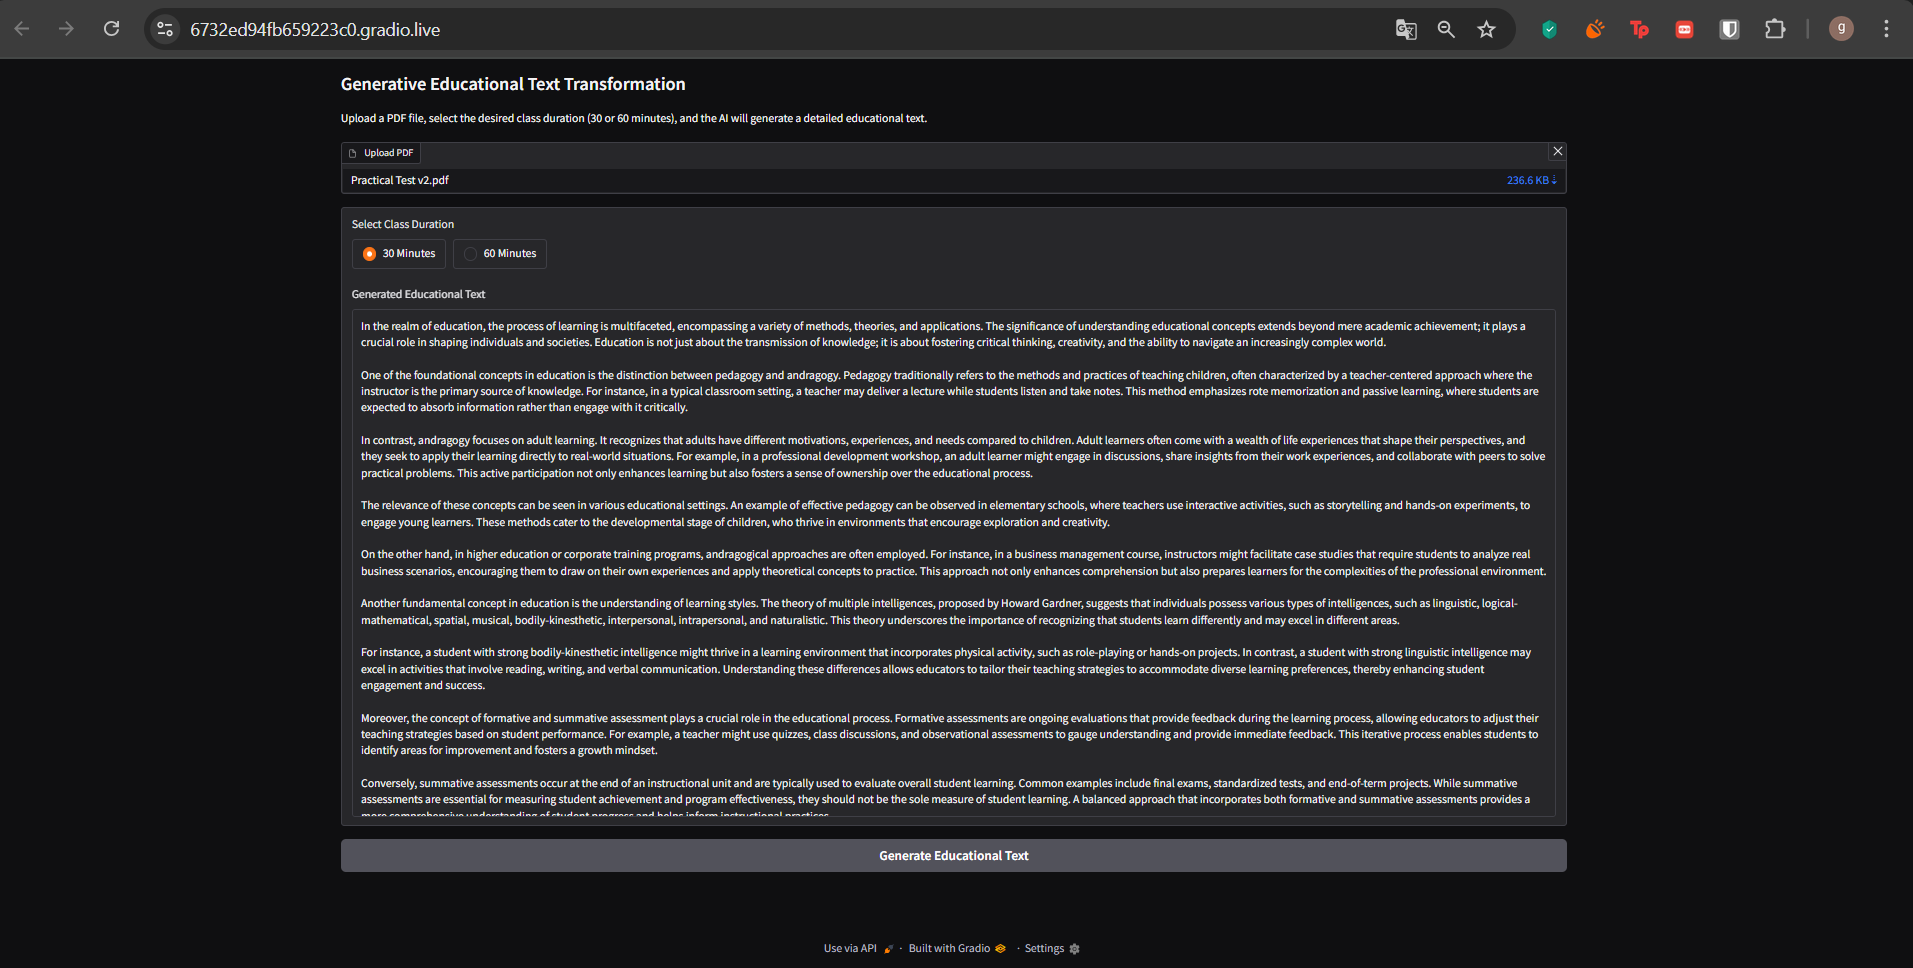 6732ed94fb659223c0.gradio.live
Tp
g
Generative Educational Text Transformation
Upload a PDF file, select the desired class duration (30 or 60 minutes), and the AI will generate a detailed educational text.
Upload PDF
Practical Test v2.pdf
236.6 KB ↓
Select Class Duration
30 Minutes
60 Minutes
Generated Educational Text
In the realm of education, the process of learning is multifaceted, encompassing a variety of methods, theories, and applications. The significance of understanding educational concepts extends beyond mere academic achievement; it plays a
crucial role in shaping individuals and societies. Education is not just about the transmission of knowledge; it is about fostering critical thinking, creativity, and the ability to navigate an increasingly complex world.
One of the foundational concepts in education is the distinction between pedagogy and andragogy. Pedagogy traditionally refers to the methods and practices of teaching children, often characterized by a teacher-centered approach where the
instructor is the primary source of knowledge. For instance, in a typical classroom setting, a teacher may deliver a lecture while students listen and take notes. This method emphasizes rote memorization and passive learning, where students are
expected to absorb information rather than engage with it critically.
In contrast, andragogy focuses on adult learning. It recognizes that adults have different motivations, experiences, and needs compared to children. Adult learners often come with a wealth of life experiences that shape their perspectives, and
they seek to apply their learning directly to real-world situations. For example, in a professional development workshop, an adult learner might engage in discussions, share insights from their work experiences, and collaborate with peers to solve
practical problems. This active participation not only enhances learning but also fosters a sense of ownership over the educational process.
The relevance of these concepts can be seen in various educational settings. An example of effective pedagogy can be observed in elementary schools, where teachers use interactive activities, such as storytelling and hands-on experiments, to
engage young learners. These methods cater to the developmental stage of children, who thrive in environments that encourage exploration and creativity.
On the other hand, in higher education or corporate training programs, andragogical approaches are often employed. For instance, in a business management course, instructors might facilitate case studies that require students to analyze real
business scenarios, encouraging them to draw on their own experiences and apply theoretical concepts to practice. This approach not only enhances comprehension but also prepares learners for the complexities of the professional environment.
Another fundamental concept in education is the understanding of learning styles. The theory of multiple intelligences, proposed by Howard Gardner, suggests that individuals possess various types of intelligences, such as linguistic, logical-
mathematical, spatial, musical, bodily-kinesthetic, interpersonal, intrapersonal, and naturalistic. This theory underscores the importance of recognizing that students learn differently and may excel in different areas.
For instance, a student with strong bodily-kinesthetic intelligence might thrive in a learning environment that incorporates physical activity, such as role-playing or hands-on projects. In contrast, a student with strong linguistic intelligence may
excel in activities that involve reading, writing, and verbal communication. Understanding these differences allows educators to tailor their teaching strategies to accommodate diverse learning preferences, thereby enhancing student
engagement and success.
Moreover, the concept of formative and summative assessment plays a crucial role in the educational process. Formative assessments are ongoing evaluations that provide feedback during the learning process, allowing educators to adjust their
teaching strategies based on student performance. For example, a teacher might use quizzes, class discussions, and observational assessments to gauge understanding and provide immediate feedback. This iterative process enables students to
identify areas for improvement and fosters a growth mindset.
Conversely, summative assessments occur at the end of an instructional unit and are typically used to evaluate overall student learning. Common examples include final exams, standardized tests, and end-of-term projects. While summative
assessments are essential for measuring student achievement and program effectiveness, they should not be the sole measure of student learning. A balanced approach that incorporates both formative and summative assessments provides a
more comprehensive understanding of student progress and helps inform instructional practices.
Generate Educational Text
Use via API · Built with Gradio · Settings